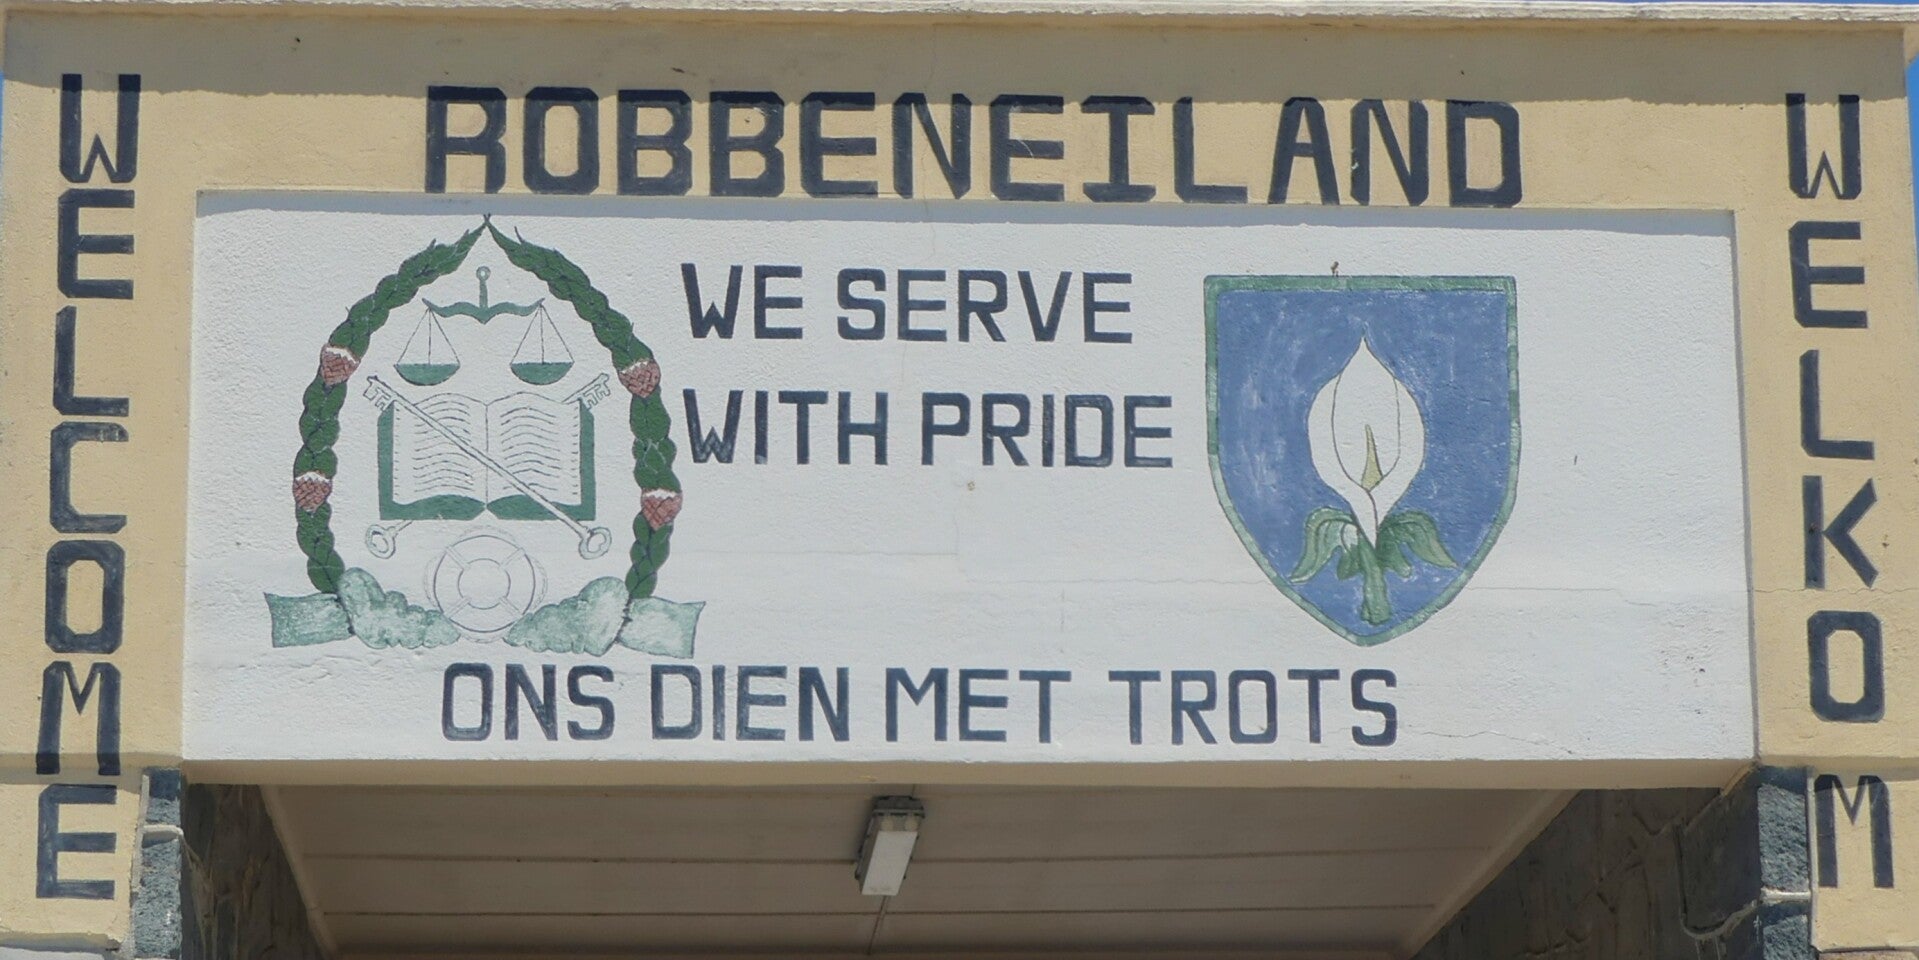 WELCOME
ROBBENEILAND
WELKOM
WE SERVE
WITH PRIDE
ONS DIEN MET TROTS